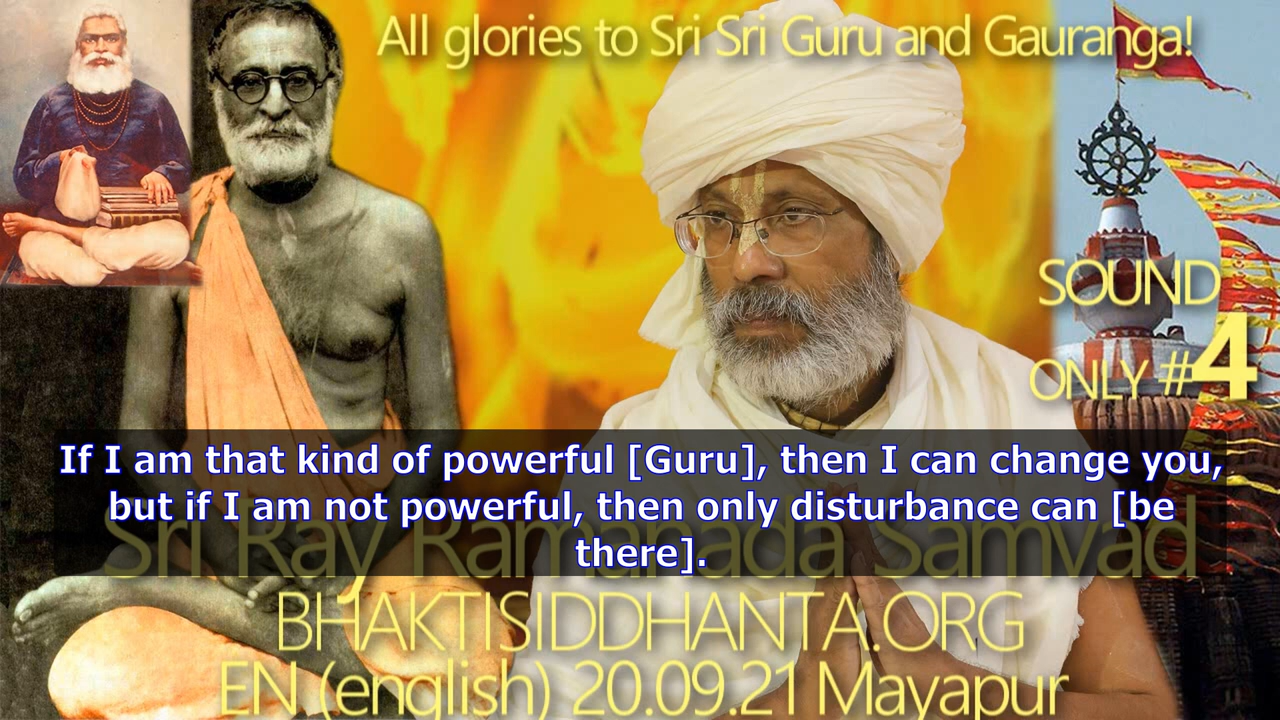 All glories to Sri Sri Guru and Gauranga!
SOUND
ONLY #4
If I am that kind of powerful [Guru], then I can change you,
but if I am not powerful, then only disturbance can [be
there].
Sri Ray Ramanada Samvad
BHAKTISIDDHANTA.ORG
EN (english) 20.09.21 Mayapur